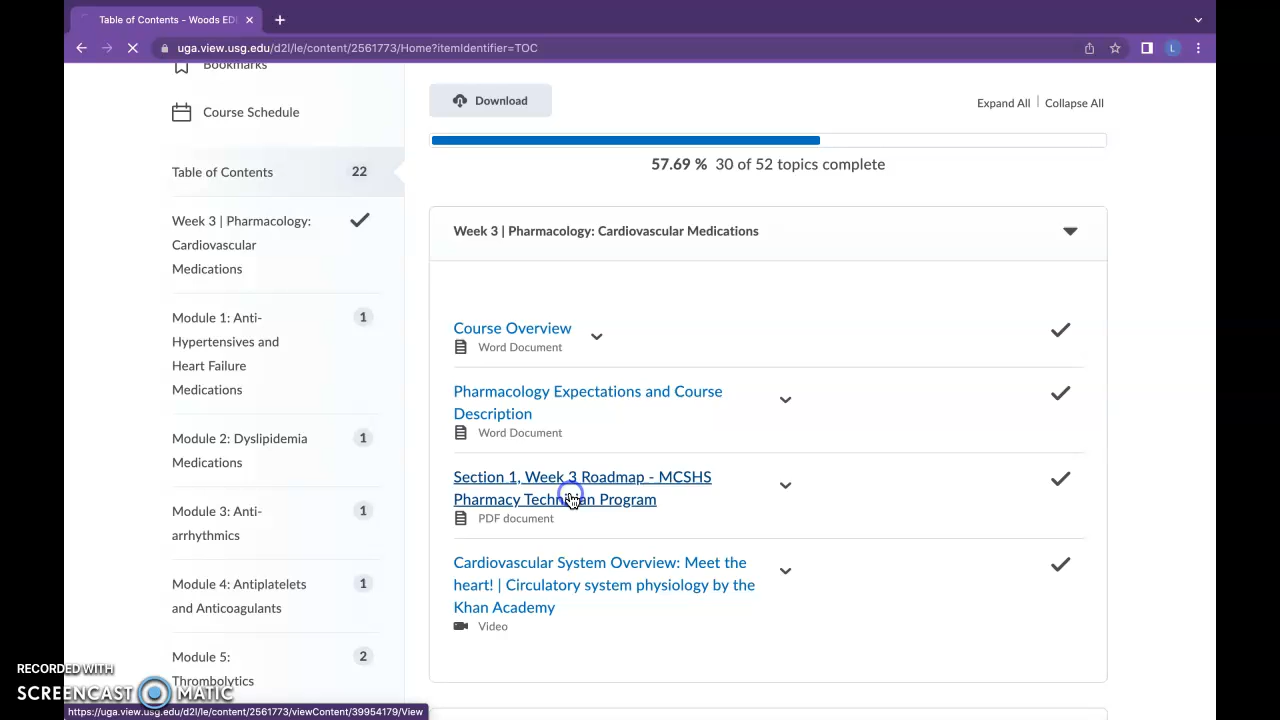 Table of Contents - Woods ED
uga.view.usg.edu/d2l/le/content/2561773/Home?itemIdentifier=TOC
L
Bookmarks
Course Schedule
Table of Contents 22
Week 3 | Pharmacology:
Cardiovascular
Medications
Module 1: Anti-
Hypertensives and
Heart Failure
Medications
1
Module 2: Dyslipidemia
Medications
1
Module 3: Anti-
arrhythmics
1
Module 4: Antiplatelets
and Anticoagulants
1
Module 5:
Thrombolytics
2
Download
Expand All | Collapse All
57.69 % 30 of 52 topics complete
Week 3 | Pharmacology: Cardiovascular Medications
Course Overview
Word Document
Pharmacology Expectations and Course
Description
Word Document
Section 1, Week 3 Roadmap - MCSHS
Pharmacy Technician Program
PDF document
Cardiovascular System Overview: Meet the
heart! | Circulatory system physiology by the
Khan Academy
Video
RECORDED WITH
SCREENCAST MATIC
https://uga.view.usg.edu/d2l/le/content/2561773/viewContent/39954179/View